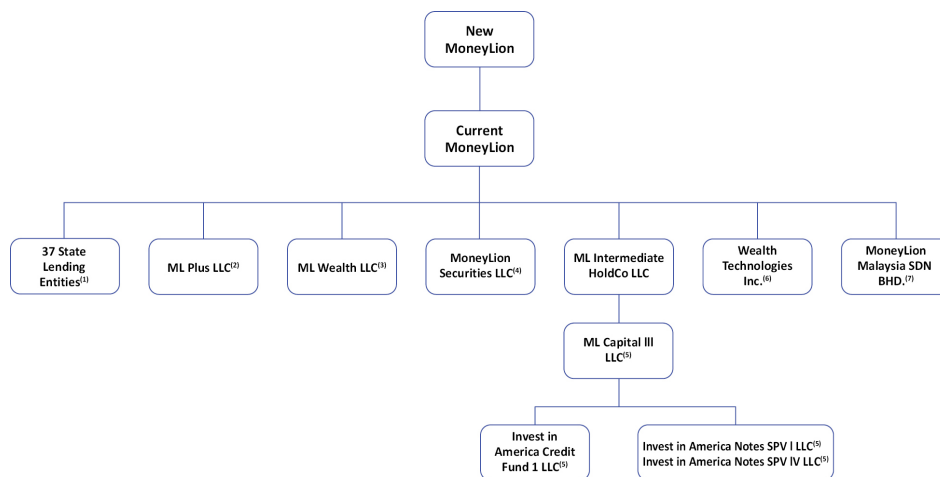 New
MoneyLion
Current
MoneyLion
37 State
Lending
Entities(1)
ML Plus LLC(2)
ML Wealth LLC(3)
MoneyLion
Securities LLC(4)
ML Intermediate
HoldCo LLC
Wealth
Technologies
Inc.(6)
MoneyLion
Malaysia SDN
BHD.(7)
ML Capital lll
LLC(5)
Invest in
America Credit
Fund 1 LLC(5)
Invest in America Notes SPV l LLC(5)
Invest in America Notes SPV lV LLC(5)